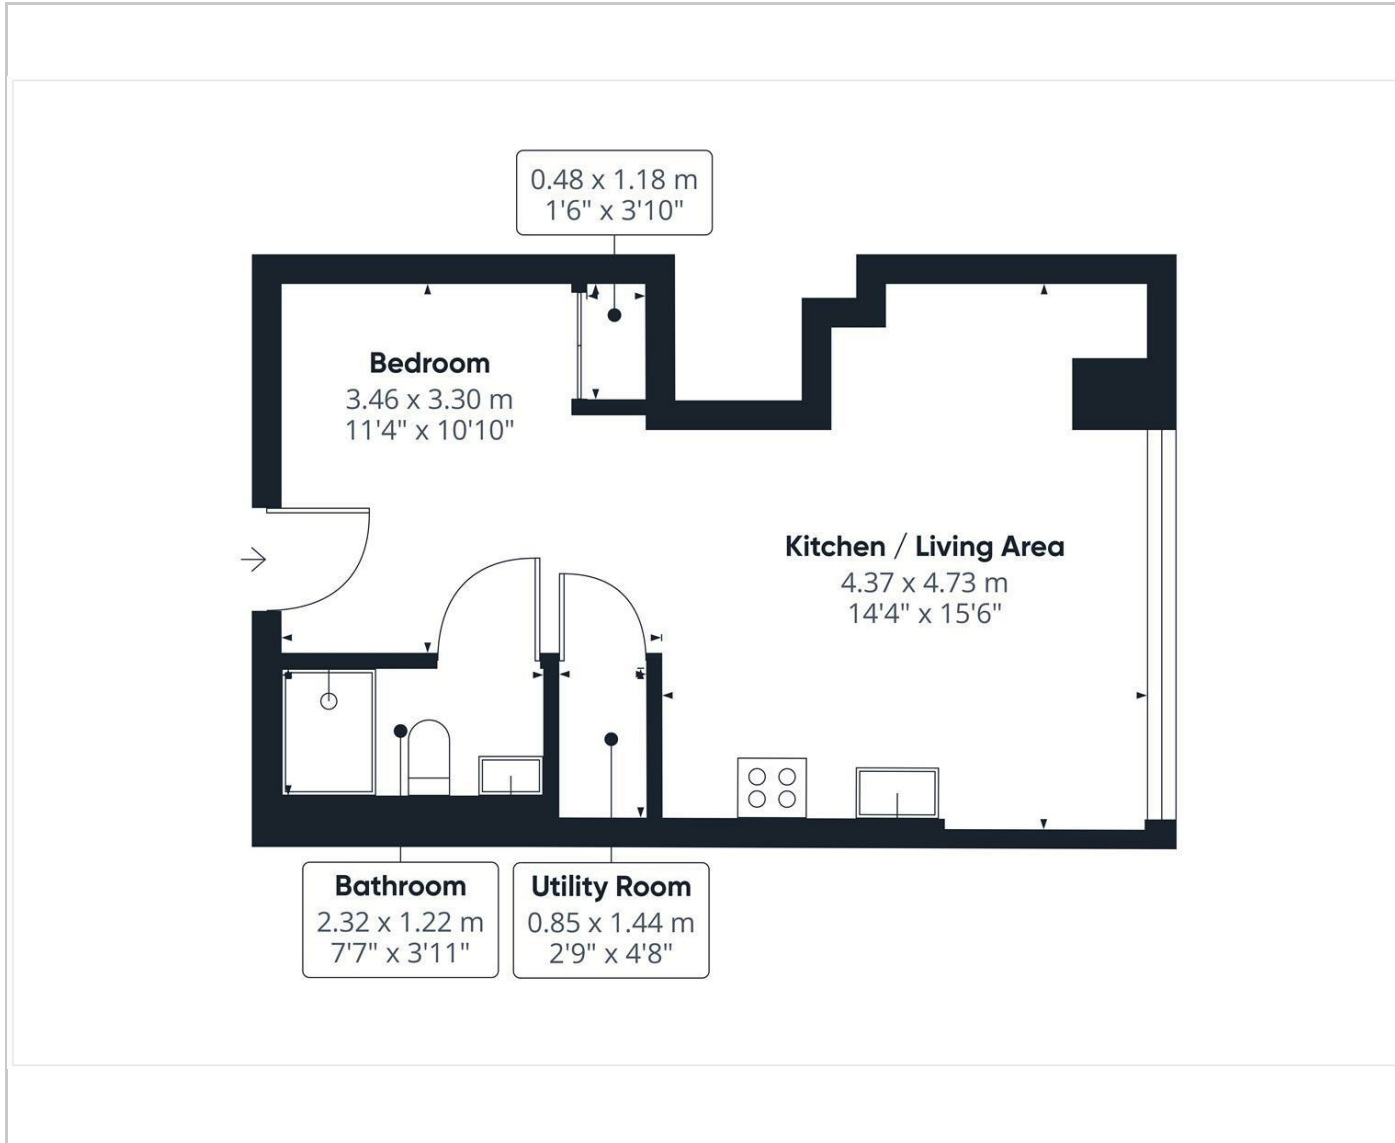 0.48 x 1.18 m
1'6" x 3'10"
Bedroom
3.46 x 3.30 m
11'4" x 10'10"
Kitchen / Living Area
4.37 x 4.73 m
14'4" x 15'6"
Bathroom
2.32 x 1.22 m
7'7" x 3'11"
Utility Room
0.85 x 1.44 m
2'9" x 4'8"